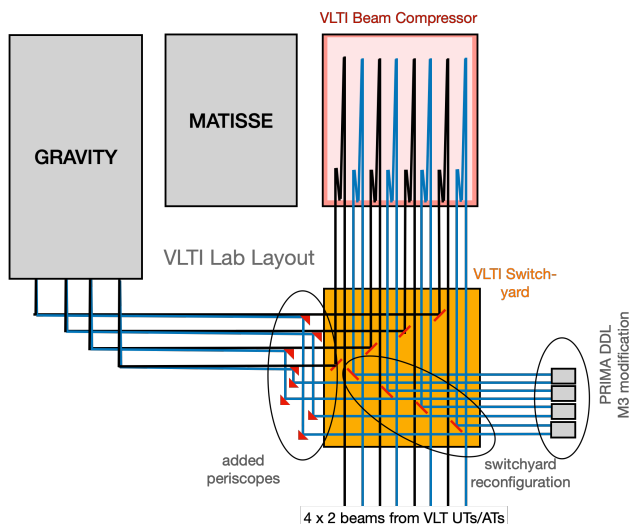 VLTI Beam Compressor
GRAVITY
MATISSE
VLTI Lab Layout
VLTI Switch-
yard
PRIMA DDL
M3 modification
added
periscopes
switchyard
reconfiguration
4 x 2 beams from VLT UTs/ATs